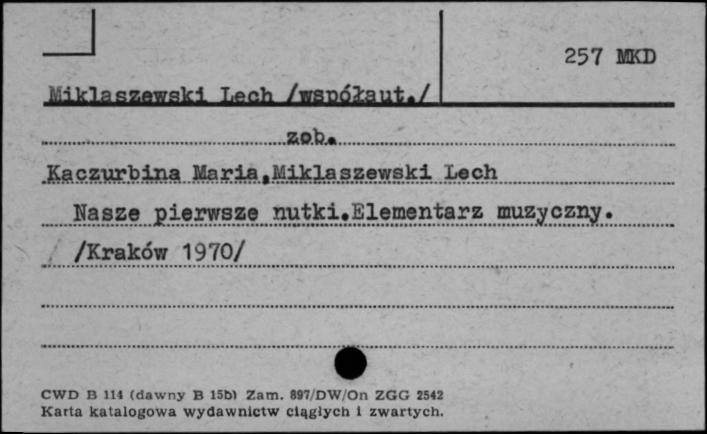 257 MKD
Miklaszewski Lech /współaut./
zob.
Kaczurbina Maria,Miklaszewski Lech
Nasze pierwsze nutki.Elementarz muzyczny.
/Kraków 1970/
CWD B 114 (dawny B 15b) Zam. 897/DW/On ZGG 2542
Karta katalogowa wydawnictw ciągłych i zwartych.